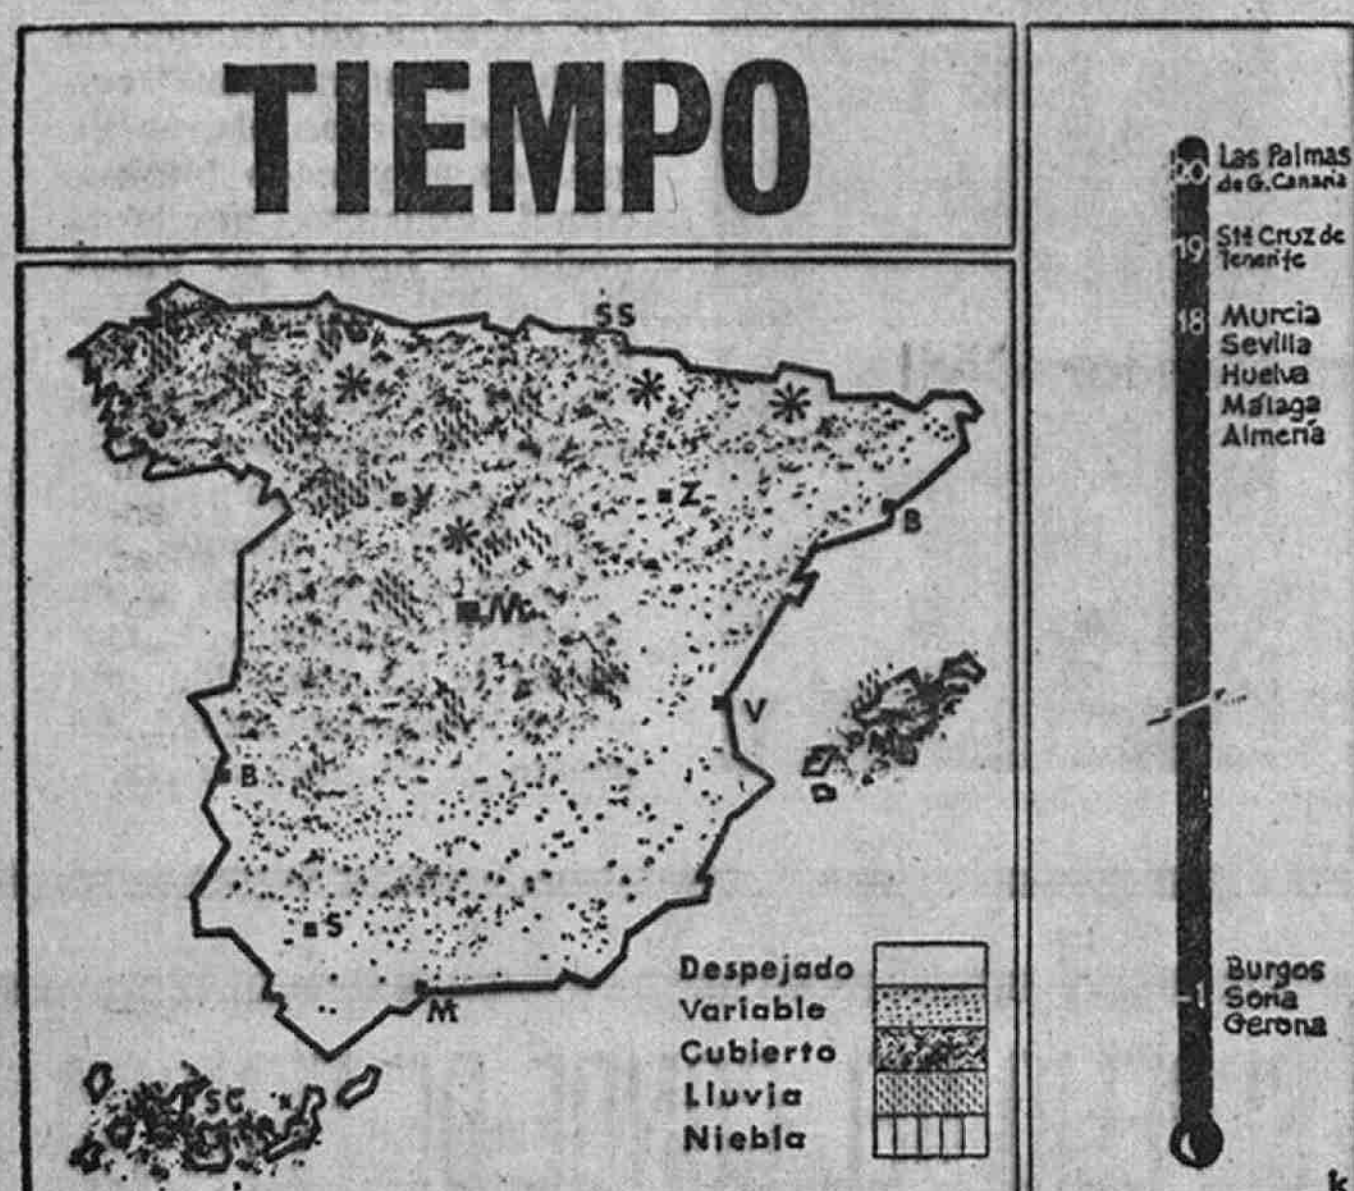 TIEMPO
SS
V
Z
B
M
V
B
S
M
SC
Despejado
Variable
Cubierto
Lluvia
Niebla
20 Las Palmas
de G. Canaria
19 Sta Cruz de
Tenerife
18 Murcia
Sevilla
Huelva
Málaga
Almería
-1 Burgos
Soria
Gerona